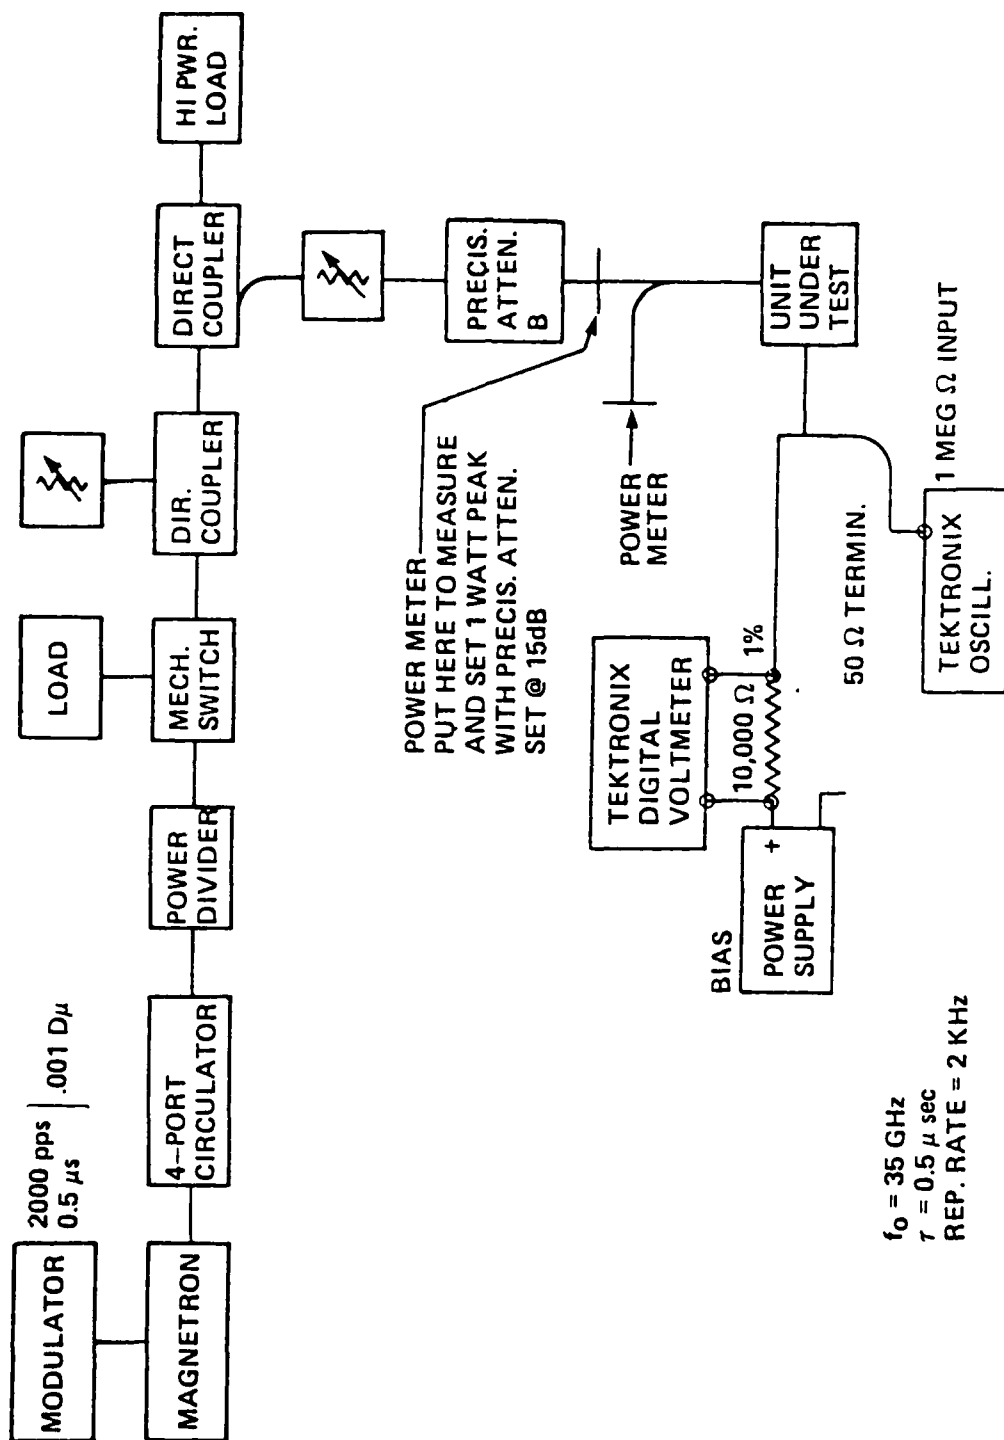 MODULATOR
2000 pps
0.5 μs
.001 Dμ
MAGNETRON
4-PORT
CIRCULATOR
POWER
DIVIDER
LOAD
MECH.
SWITCH
DIR.
COUPLER
DIRECT
COUPLER
HI PWR.
LOAD
PRECIS.
ATTEN.
B
POWER METER
PUT HERE TO MEASURE
AND SET 1 WATT PEAK
WITH PRECIS. ATTEN.
SET @ 15dB
POWER
METER
UNIT
UNDER
TEST
TEKTRONIX
DIGITAL
VOLTMETER
10,000 Ω
1%
BIAS
POWER +
SUPPLY
50 Ω TERMIN.
1 MEG Ω INPUT
TEKTRONIX
OSCILL.
fo = 35 GHz
τ = 0.5 μ sec
REP. RATE = 2 KHz